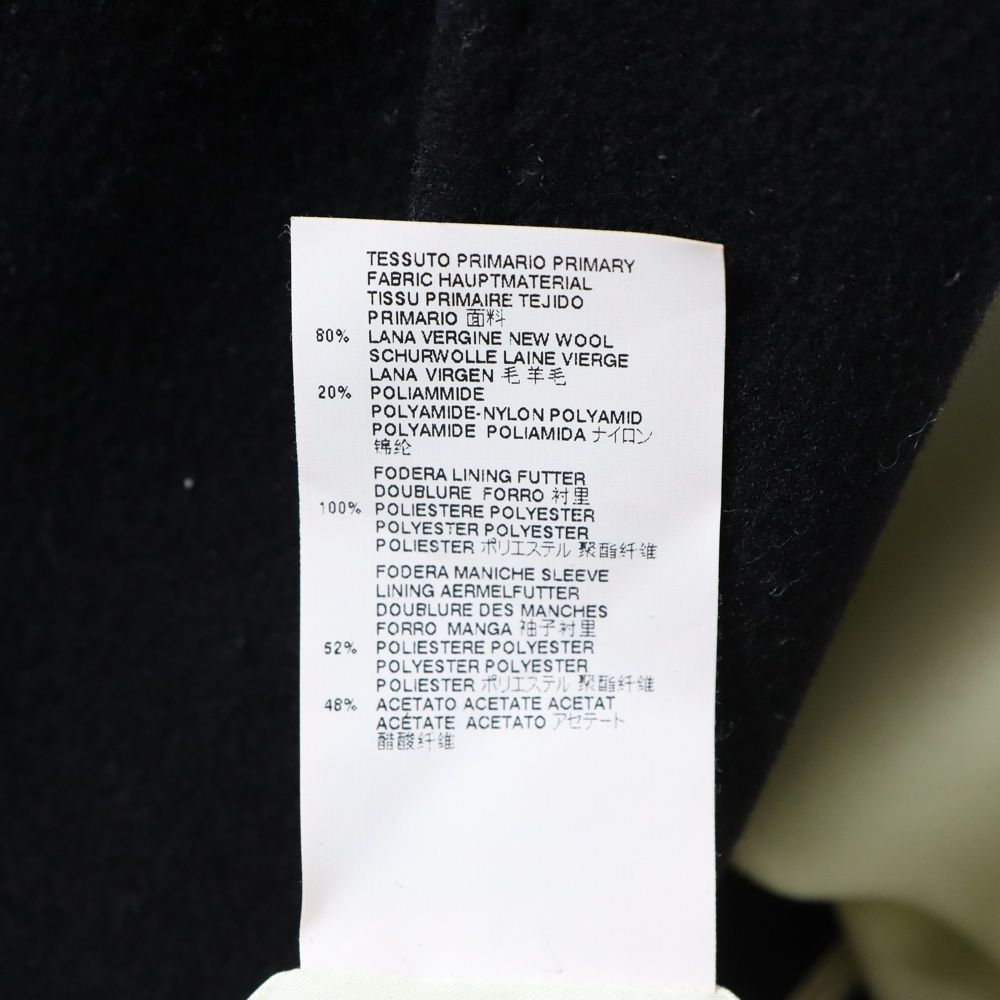 TESSUTO PRIMARIO PRIMARY
FABRIC HAUPTMATERIAL
TISSU PRIMAIRE TEJIDO
PRIMARIO 面料
80% LANA VERGINE NEW WOOL
SCHURWOLLE LAINE VIERGE
LANA VIRGEN 毛 羊毛
20% POLIAMMIDE
POLYAMIDE-NYLON POLYAMID
POLYAMIDE POLIAMIDA ナイロン
锦纶
FODERA LINING FUTTER
DOUBLURE FORRO 衬里
100% POLIESTERE POLYESTER
POLYESTER POLYESTER
POLIESTER ポリエステル 聚酯纤维
FODERA MANICHE SLEEVE
LINING AERMELFUTTER
DOUBLURE DES MANCHES
FORRO MANGA 袖子衬里
52% POLIESTERE POLYESTER
POLYESTER POLYESTER
POLIESTER ポリエステル 聚酯纤维
48% ACETATO ACETATE ACETAT
ACÉTATE ACETATO アセテート
醋酸纤维